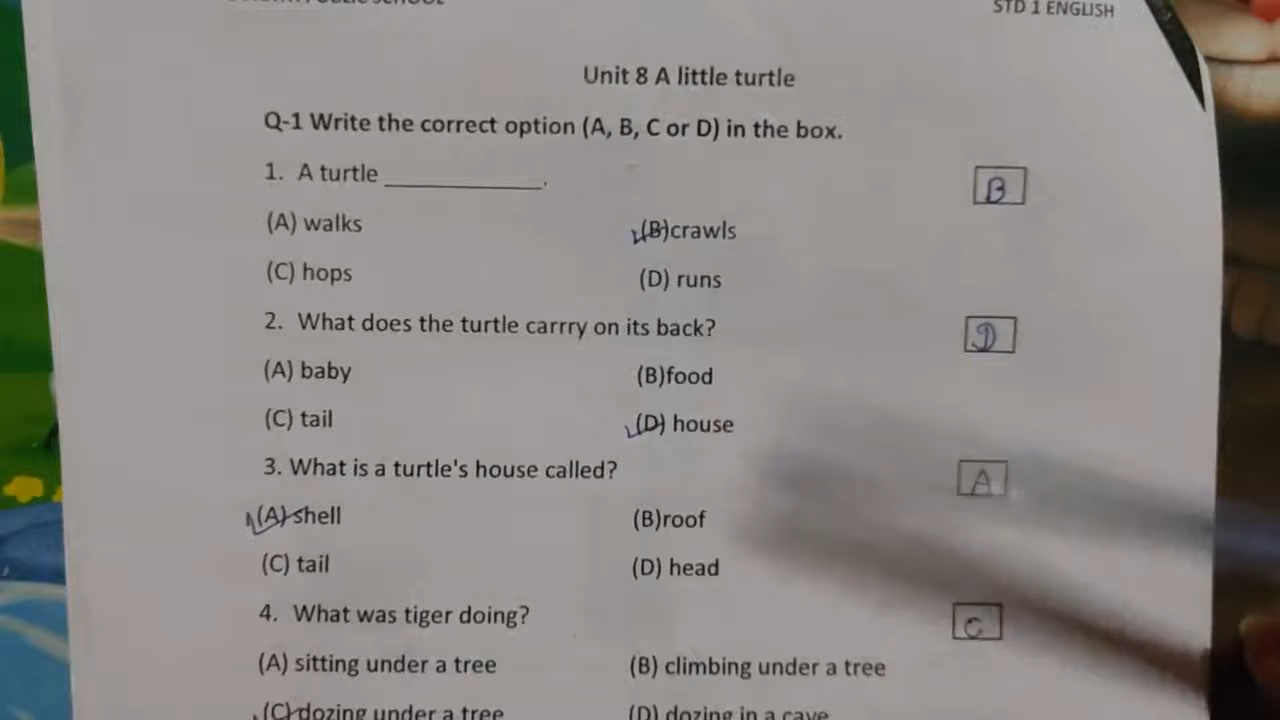 PUBLIC SCHOOL
STD 1 ENGLISH
Unit 8 A little turtle
Q-1 Write the correct option (A, B, C or D) in the box.
1. A turtle ____________.
B
(A) walks (B)crawls
(C) hops (D) runs
2. What does the turtle carrry on its back?
D
(A) baby (B)food
(C) tail (D) house
3. What is a turtle's house called?
A
(A) shell (B)roof
(C) tail (D) head
4. What was tiger doing?
C
(A) sitting under a tree (B) climbing under a tree
(C) dozing under a tree (D) dozing in a cave